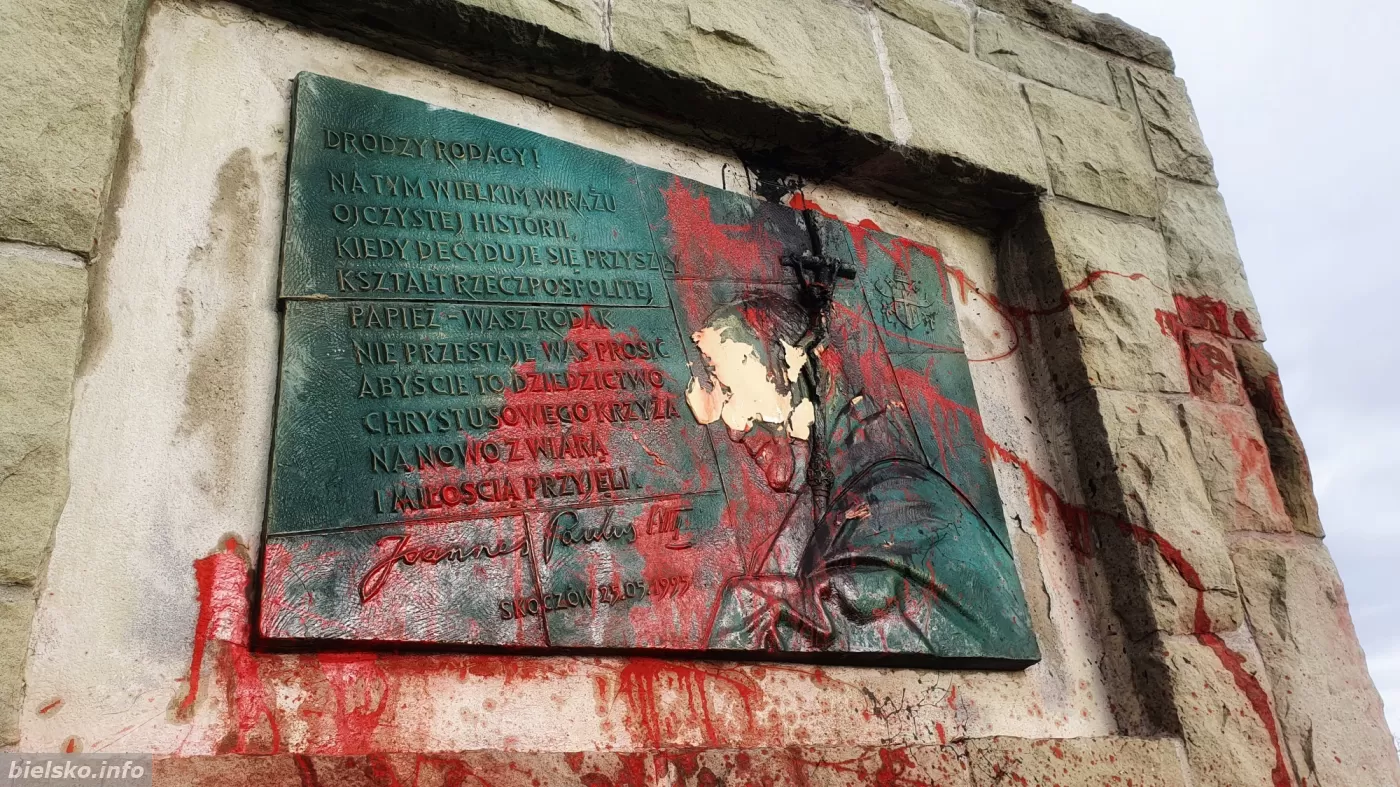 DRODZY RODACY!
NA TYM WIELKIM WIRAŻU
OJCZYSTEJ HISTORII,
KIEDY DECYDUJE SIĘ PRZYSZŁY
KSZTAŁT RZECZPOSPOLITEJ
PAPIEŻ - WASZ RODAK
NIE PRZESTAJE WAS PROSIĆ
ABYŚCIE TO DZIEDZICTWO
CHRYSTUSOWEGO KRZYŻA
NA NOWO Z WIARĄ
I MIŁOŚCIĄ PRZYJĘLI.
Joannes Paulus PP II
SKOCZÓW 23.05.1995
bielsko.info